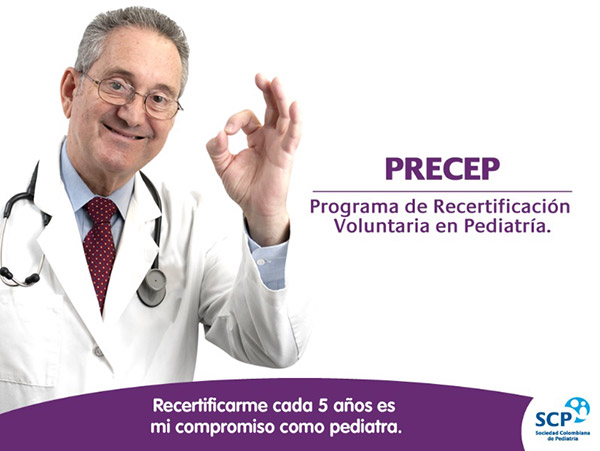 PRECEP
Programa de Recertificación
Voluntaria en Pediatría.
Recertificarme cada 5 años es
mi compromiso como pediatra.
SCP
Sociedad Colombiana
de Pediatría